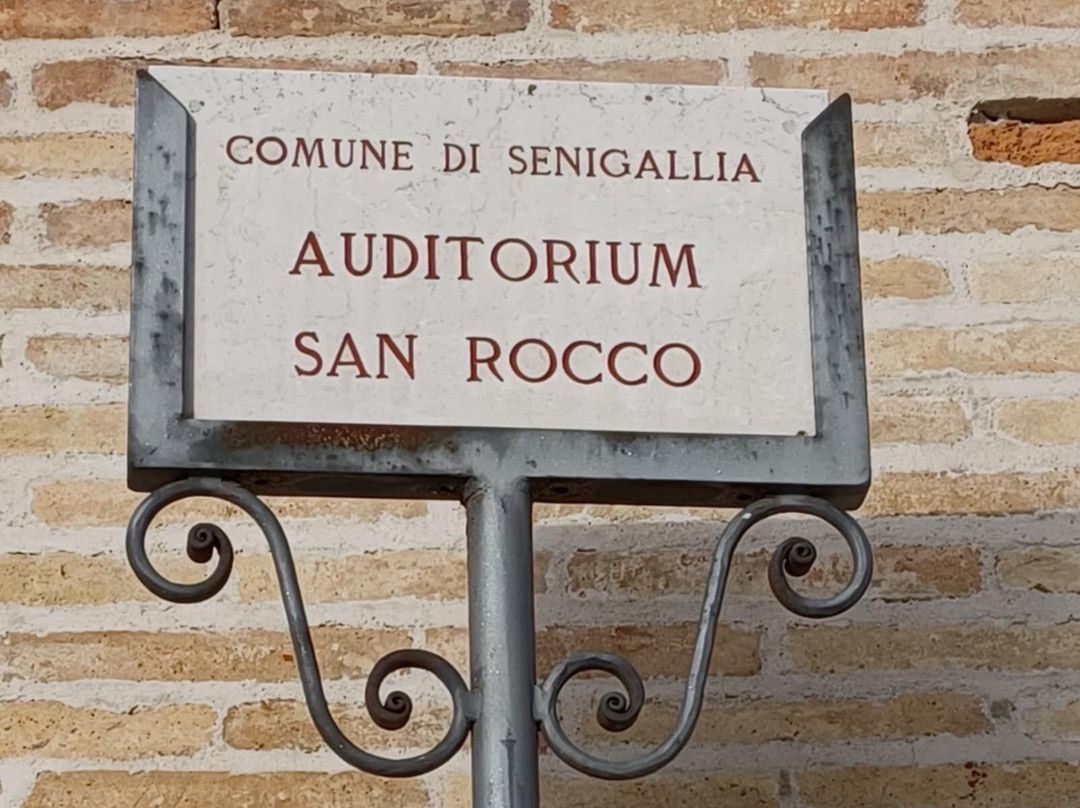 COMUNE DI SENIGALLIA
AUDITORIUM
SAN ROCCO